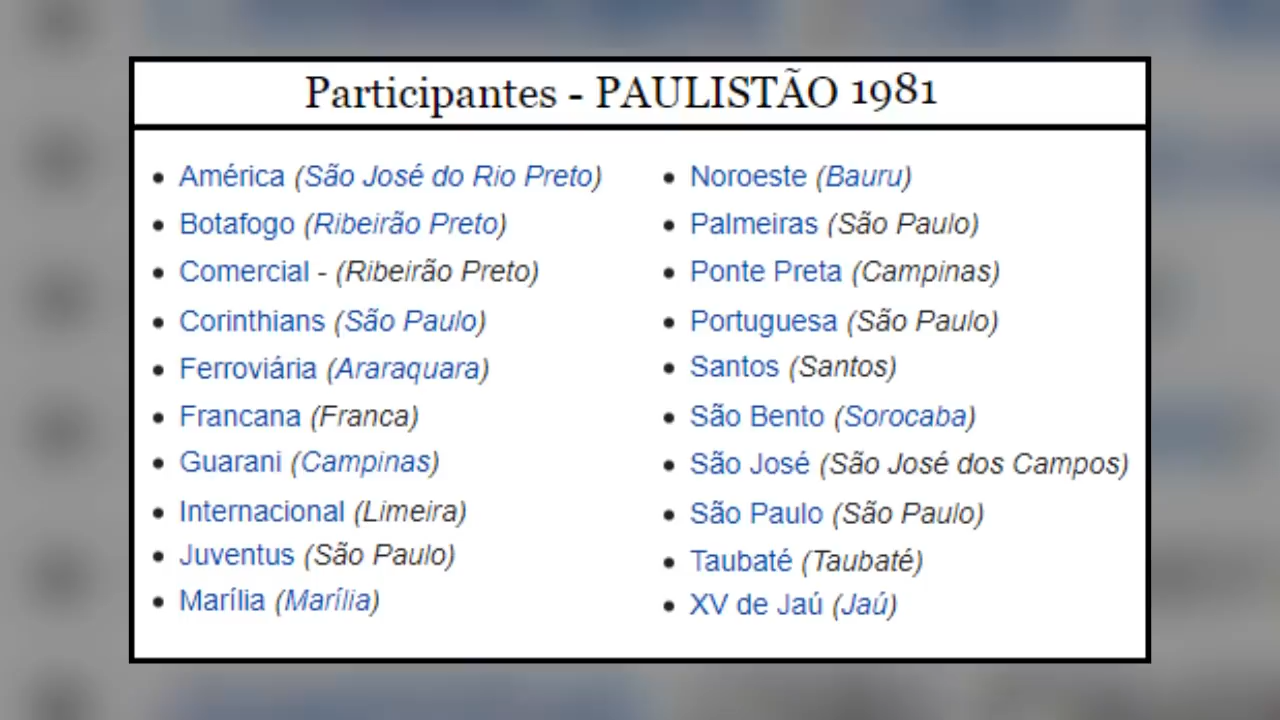 Participantes - PAULISTÃO 1981
• América (São José do Rio Preto)
• Botafogo (Ribeirão Preto)
• Comercial - (Ribeirão Preto)
• Corinthians (São Paulo)
• Ferroviária (Araraquara)
• Francana (Franca)
• Guarani (Campinas)
• Internacional (Limeira)
• Juventus (São Paulo)
• Marília (Marília)
• Noroeste (Bauru)
• Palmeiras (São Paulo)
• Ponte Preta (Campinas)
• Portuguesa (São Paulo)
• Santos (Santos)
• São Bento (Sorocaba)
• São José (São José dos Campos)
• São Paulo (São Paulo)
• Taubaté (Taubaté)
• XV de Jaú (Jaú)